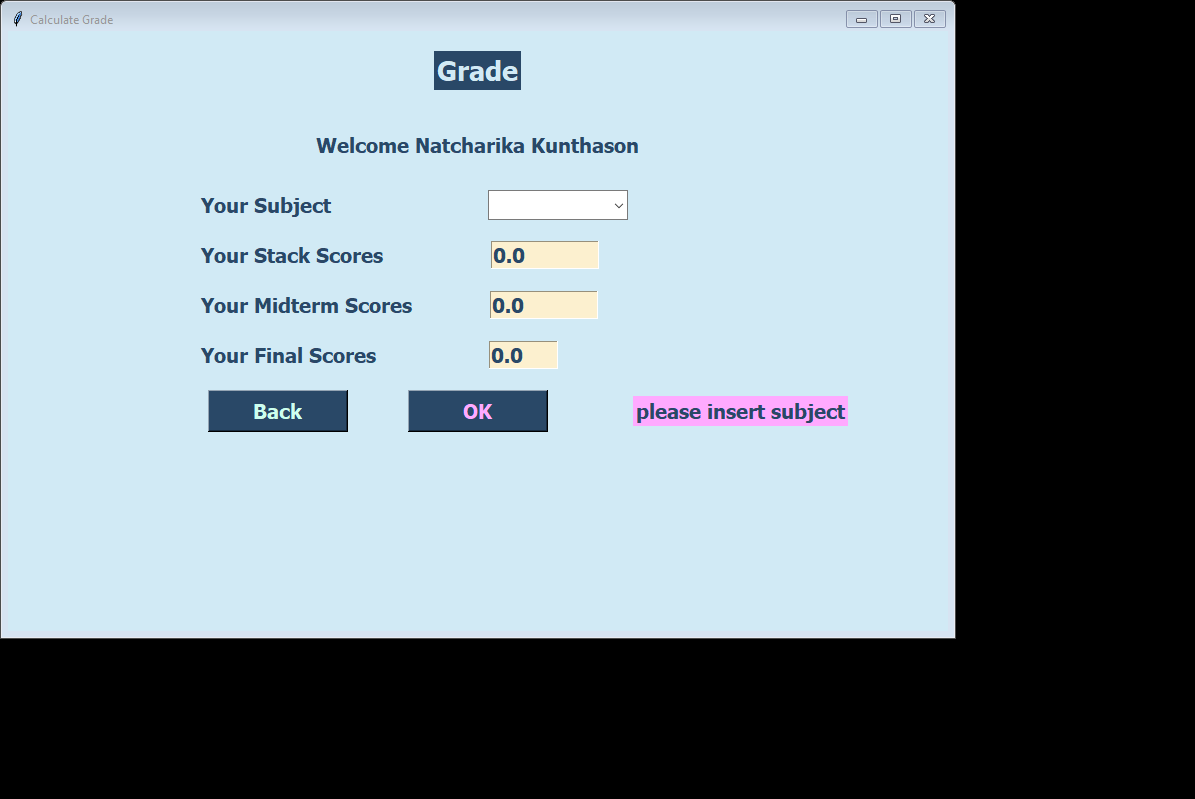 Calculate Grade
Grade
Welcome Natcharika Kunthason
Your Subject
Your Stack Scores 0.0
Your Midterm Scores 0.0
Your Final Scores 0.0
Back OK please insert subject